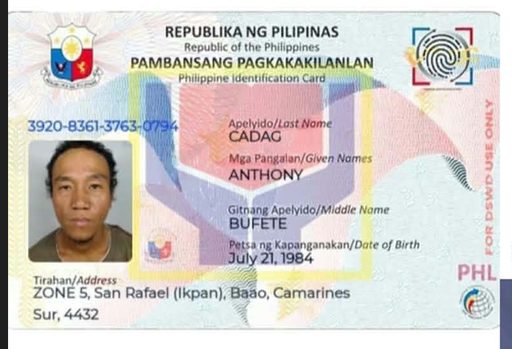 REPUBLIKA NG PILIPINAS
Republic of the Philippines
PAMBANSANG PAGKAKAKILANLAN
Philippine Identification Card
3920-8361-3763-0794
Apelyido/Last Name
CADAG
Mga Pangalan/Given Names
ANTHONY
Gitnang Apelyido/Middle Name
BUFETE
Petsa ng Kapanganakan/Date of Birth
July 21, 1984
Tirahan/Address
ZONE 5, San Rafael (Ikpan), Baao, Camarines
Sur, 4432
FOR DSWD USE ONLY
PHL